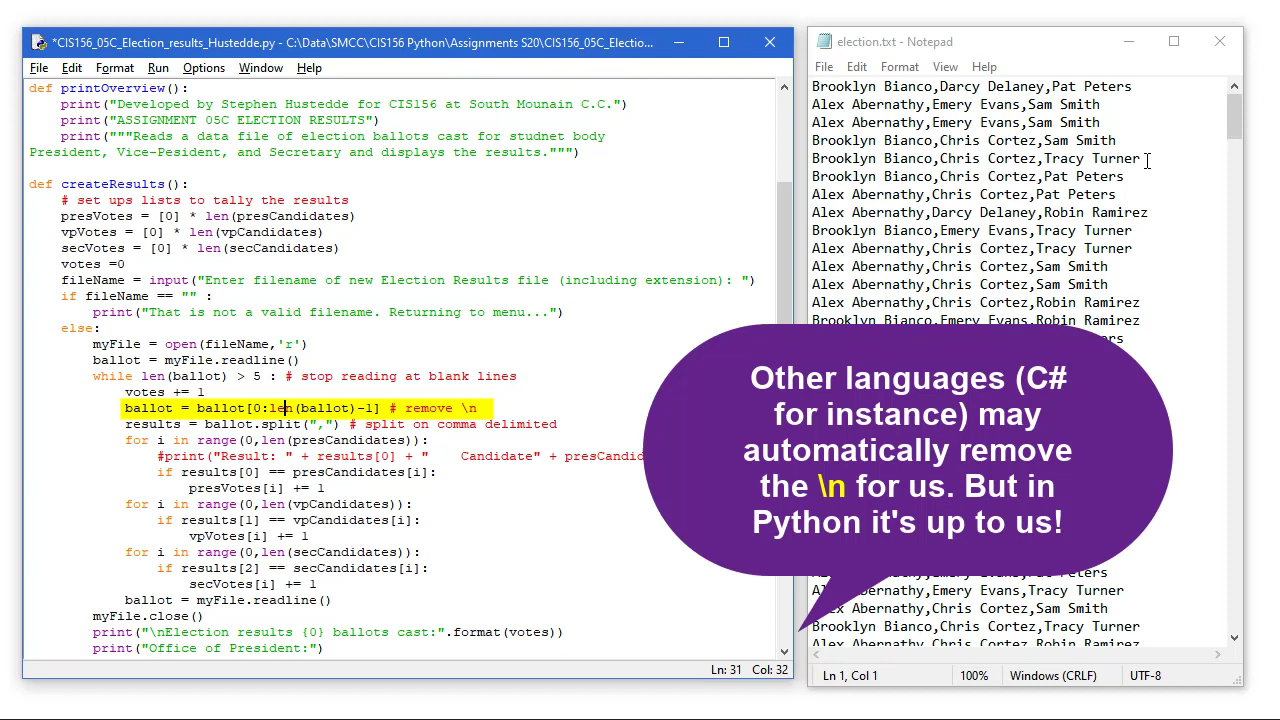 *CIS156_05C_Election_results_Hustedde.py - C:\Data\SMCC\CIS156 Python\Assignments S20\CIS156_05C_Electio...
File Edit Format Run Options Window Help
def printOverview():
    print("Developed by Stephen Hustedde for CIS156 at South Mounain C.C.")
    print("ASSIGNMENT 05C ELECTION RESULTS")
    print("""Reads a data file of election ballots cast for studnet body
President, Vice-Pesident, and Secretary and displays the results.""")
def createResults():
    # set ups lists to tally the results
    presVotes = [0] * len(presCandidates)
    vpVotes = [0] * len(vpCandidates)
    secVotes = [0] * len(secCandidates)
    votes =0
    fileName = input("Enter filename of new Election Results file (including extension): ")
    if fileName == "" :
        print("That is not a valid filename. Returning to menu...")
    else:
        myFile = open(fileName,'r')
        ballot = myFile.readline()
        while len(ballot) > 5 : # stop reading at blank lines
            votes += 1
            ballot = ballot[0:len(ballot)-1] # remove \n
            results = ballot.split(",") # split on comma delimited
            for i in range(0,len(presCandidates)):
                #print("Result: " + results[0] + "    Candidate" + presCand
                if results[0] == presCandidates[i]:
                    presVotes[i] += 1
            for i in range(0,len(vpCandidates)):
                if results[1] == vpCandidates[i]:
                    vpVotes[i] += 1
            for i in range(0,len(secCandidates)):
                if results[2] == secCandidates[i]:
                    secVotes[i] += 1
            ballot = myFile.readline()
        myFile.close()
        print("\nElection results {0} ballots cast:".format(votes))
        print("Office of President:")
Ln: 31 Col: 32
election.txt - Notepad
File Edit Format View Help
Brooklyn Bianco,Darcy Delaney,Pat Peters
Alex Abernathy,Emery Evans,Sam Smith
Alex Abernathy,Emery Evans,Sam Smith
Brooklyn Bianco,Chris Cortez,Sam Smith
Brooklyn Bianco,Chris Cortez,Tracy Turner
Brooklyn Bianco,Chris Cortez,Pat Peters
Alex Abernathy,Chris Cortez,Pat Peters
Alex Abernathy,Darcy Delaney,Robin Ramirez
Brooklyn Bianco,Emery Evans,Tracy Turner
Alex Abernathy,Chris Cortez,Tracy Turner
Alex Abernathy,Chris Cortez,Sam Smith
Alex Abernathy,Chris Cortez,Sam Smith
Alex Abernathy,Chris Cortez,Robin Ramirez
Brooklyn Bianco,Emery Evans,Robin Ramirez
Other languages (C#
for instance) may
automatically remove
the \n for us. But in
Python it's up to us!
Alex Abernathy,Emery Evans,Tracy Turner
Alex Abernathy,Chris Cortez,Sam Smith
Brooklyn Bianco,Chris Cortez,Tracy Turner
Alex Abernathy,Chris Cortez,Robin Ramirez
Ln 1, Col 1 100% Windows (CRLF) UTF-8